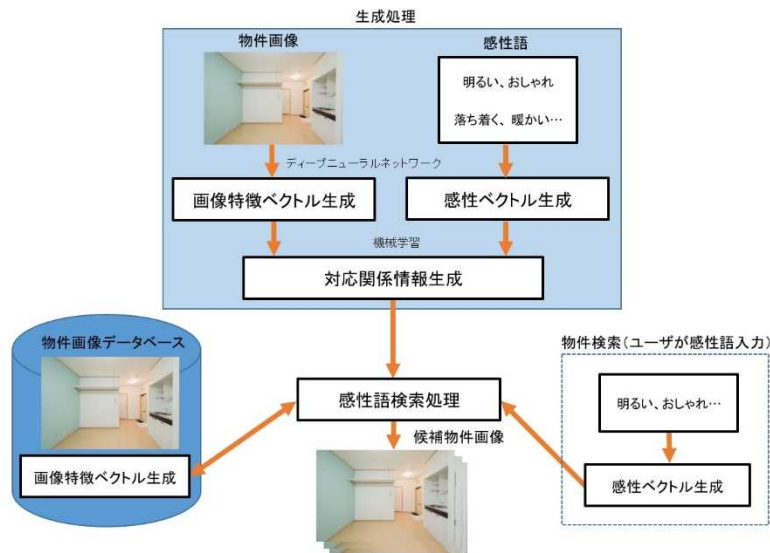 生成処理
物件画像
感性語
明るい、おしゃれ
落ち着く、暖かい…
ディープニューラルネットワーク
画像特徴ベクトル生成
感性ベクトル生成
機械学習
対応関係情報生成
物件画像データベース
画像特徴ベクトル生成
感性語検索処理
候補物件画像
物件検索(ユーザが感性語入力)
明るい、おしゃれ…
感性ベクトル生成